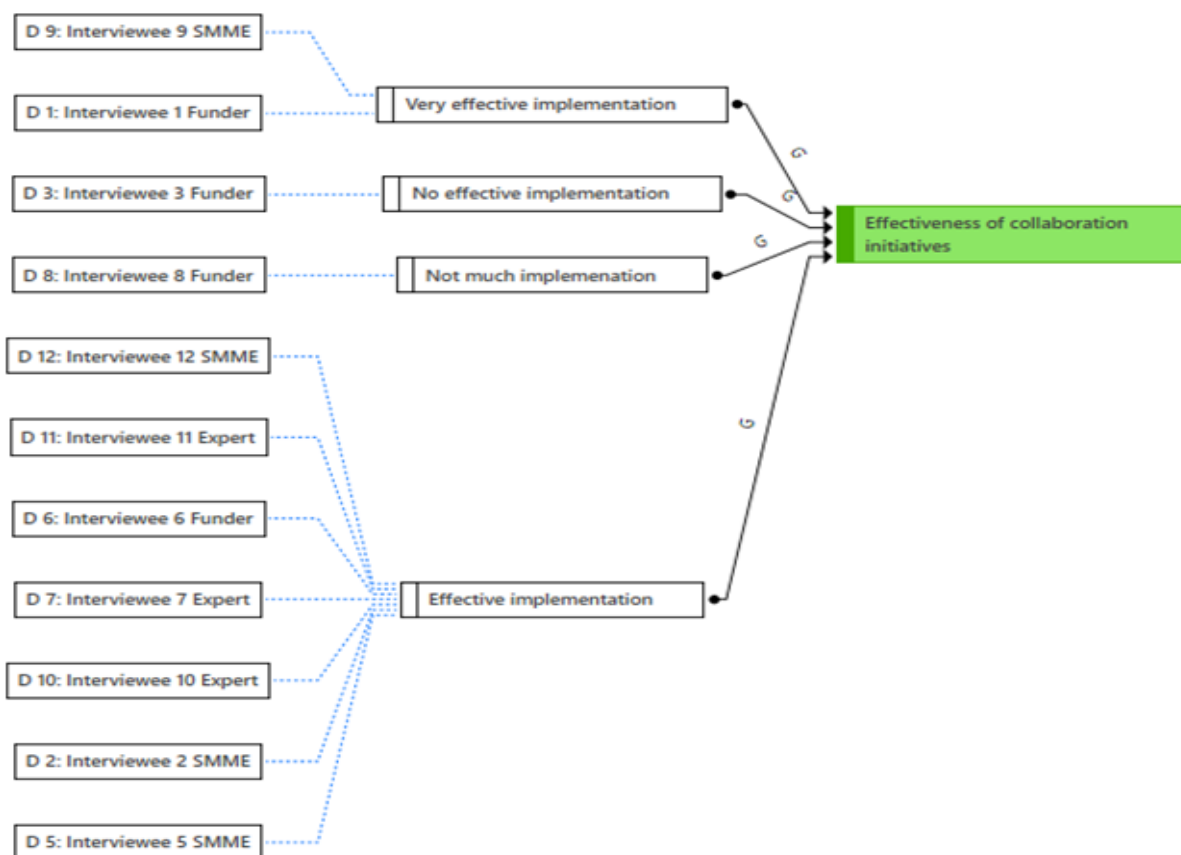 D 9: Interviewee 9 SMME
D 1: Interviewee 1 Funder
Very effective implementation
D 3: Interviewee 3 Funder
No effective implementation
D 8: Interviewee 8 Funder
Not much implemenation
D 12: Interviewee 12 SMME
D 11: Interviewee 11 Expert
D 6: Interviewee 6 Funder
D 7: Interviewee 7 Expert
Effective implementation
D 10: Interviewee 10 Expert
D 2: Interviewee 2 SMME
D 5: Interviewee 5 SMME
G
G
G
G
Effectiveness of collaboration
initiatives